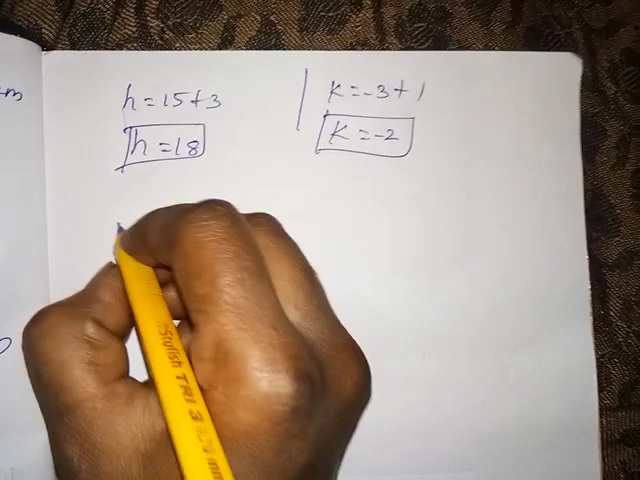 h = 15 + 3
h = 18
k = -3 + 1
k = -2
Stylish TRI 3